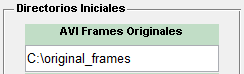 Directorios Iniciales
AVI Frames Originales
C:\original_frames